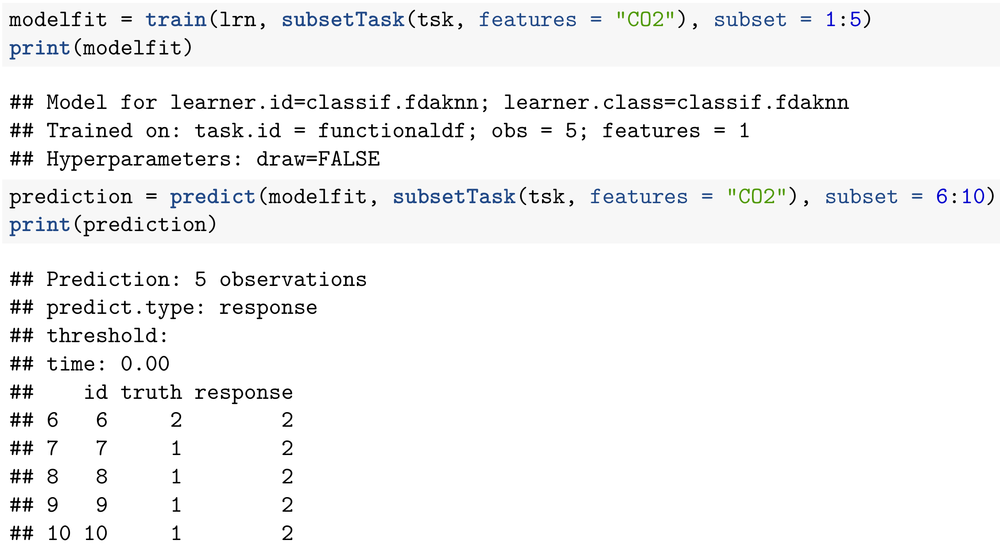 modelfit = train(lrn, subsetTask(tsk, features = "CO2"), subset = 1:5)
print(modelfit)
## Model for learner.id=classif.fdaknn; learner.class=classif.fdaknn
## Trained on: task.id = functionaldf; obs = 5; features = 1
## Hyperparameters: draw=FALSE
prediction = predict(modelfit, subsetTask(tsk, features = "CO2"), subset = 6:10)
print(prediction)
## Prediction: 5 observations
## predict.type: response
## threshold:
## time: 0.00
##    id truth response
## 6   6     2        2
## 7   7     1        2
## 8   8     1        2
## 9   9     1        2
## 10 10     1        2